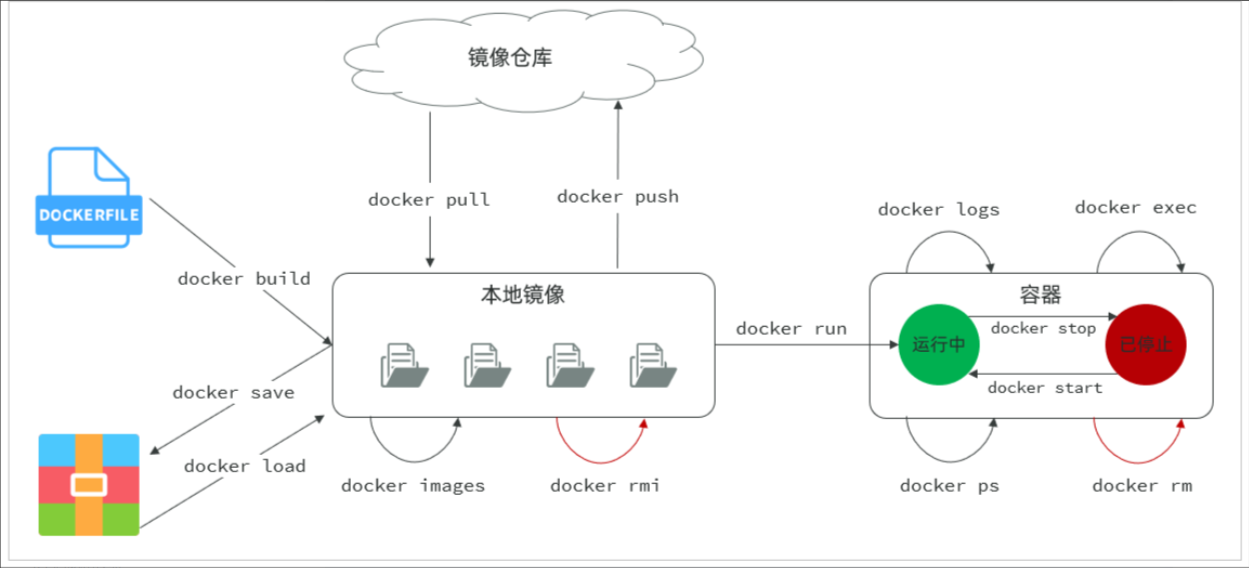 镜像仓库
docker pull
docker push
DOCKERFILE
docker build
docker save
docker load
本地镜像
docker images
docker rmi
docker run
docker logs
docker exec
容器
运行中
docker stop
已停止
docker start
docker ps
docker rm